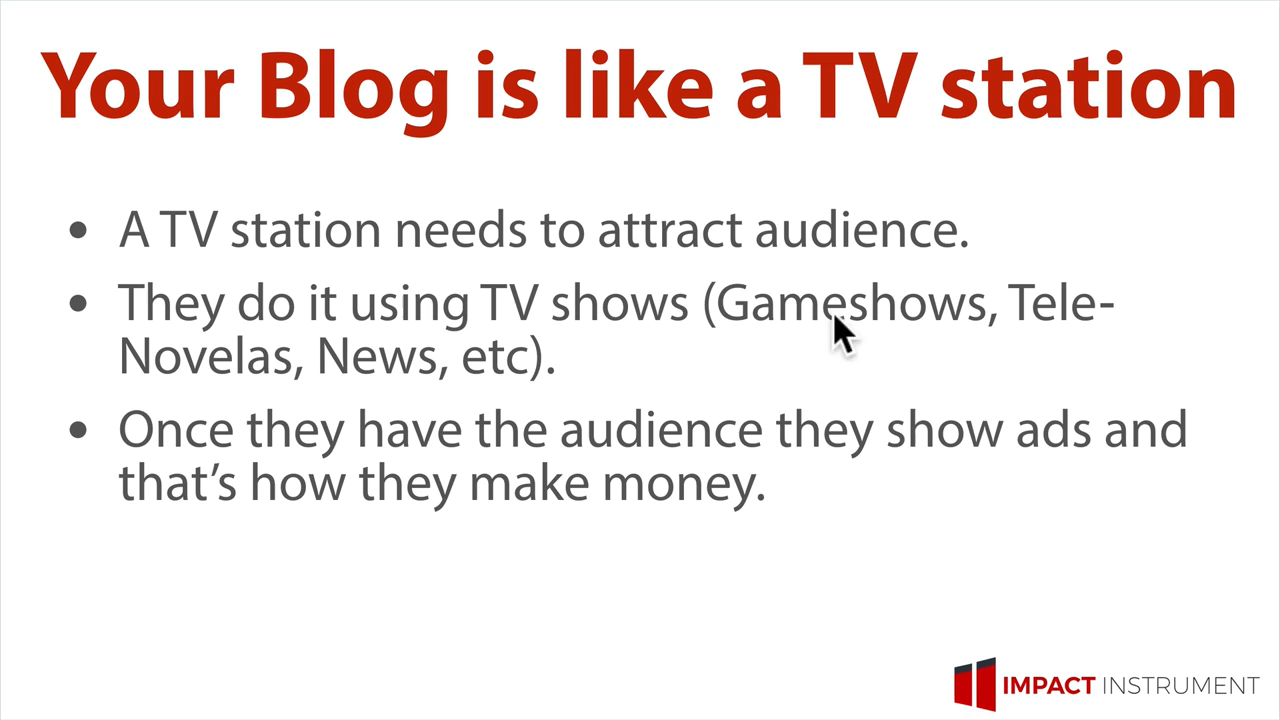 Your Blog is like a TV station
• A TV station needs to attract audience.
• They do it using TV shows (Gameshows, Tele-
Novelas, News, etc).
• Once they have the audience they show ads and
that's how they make money.
IMPACT INSTRUMENT